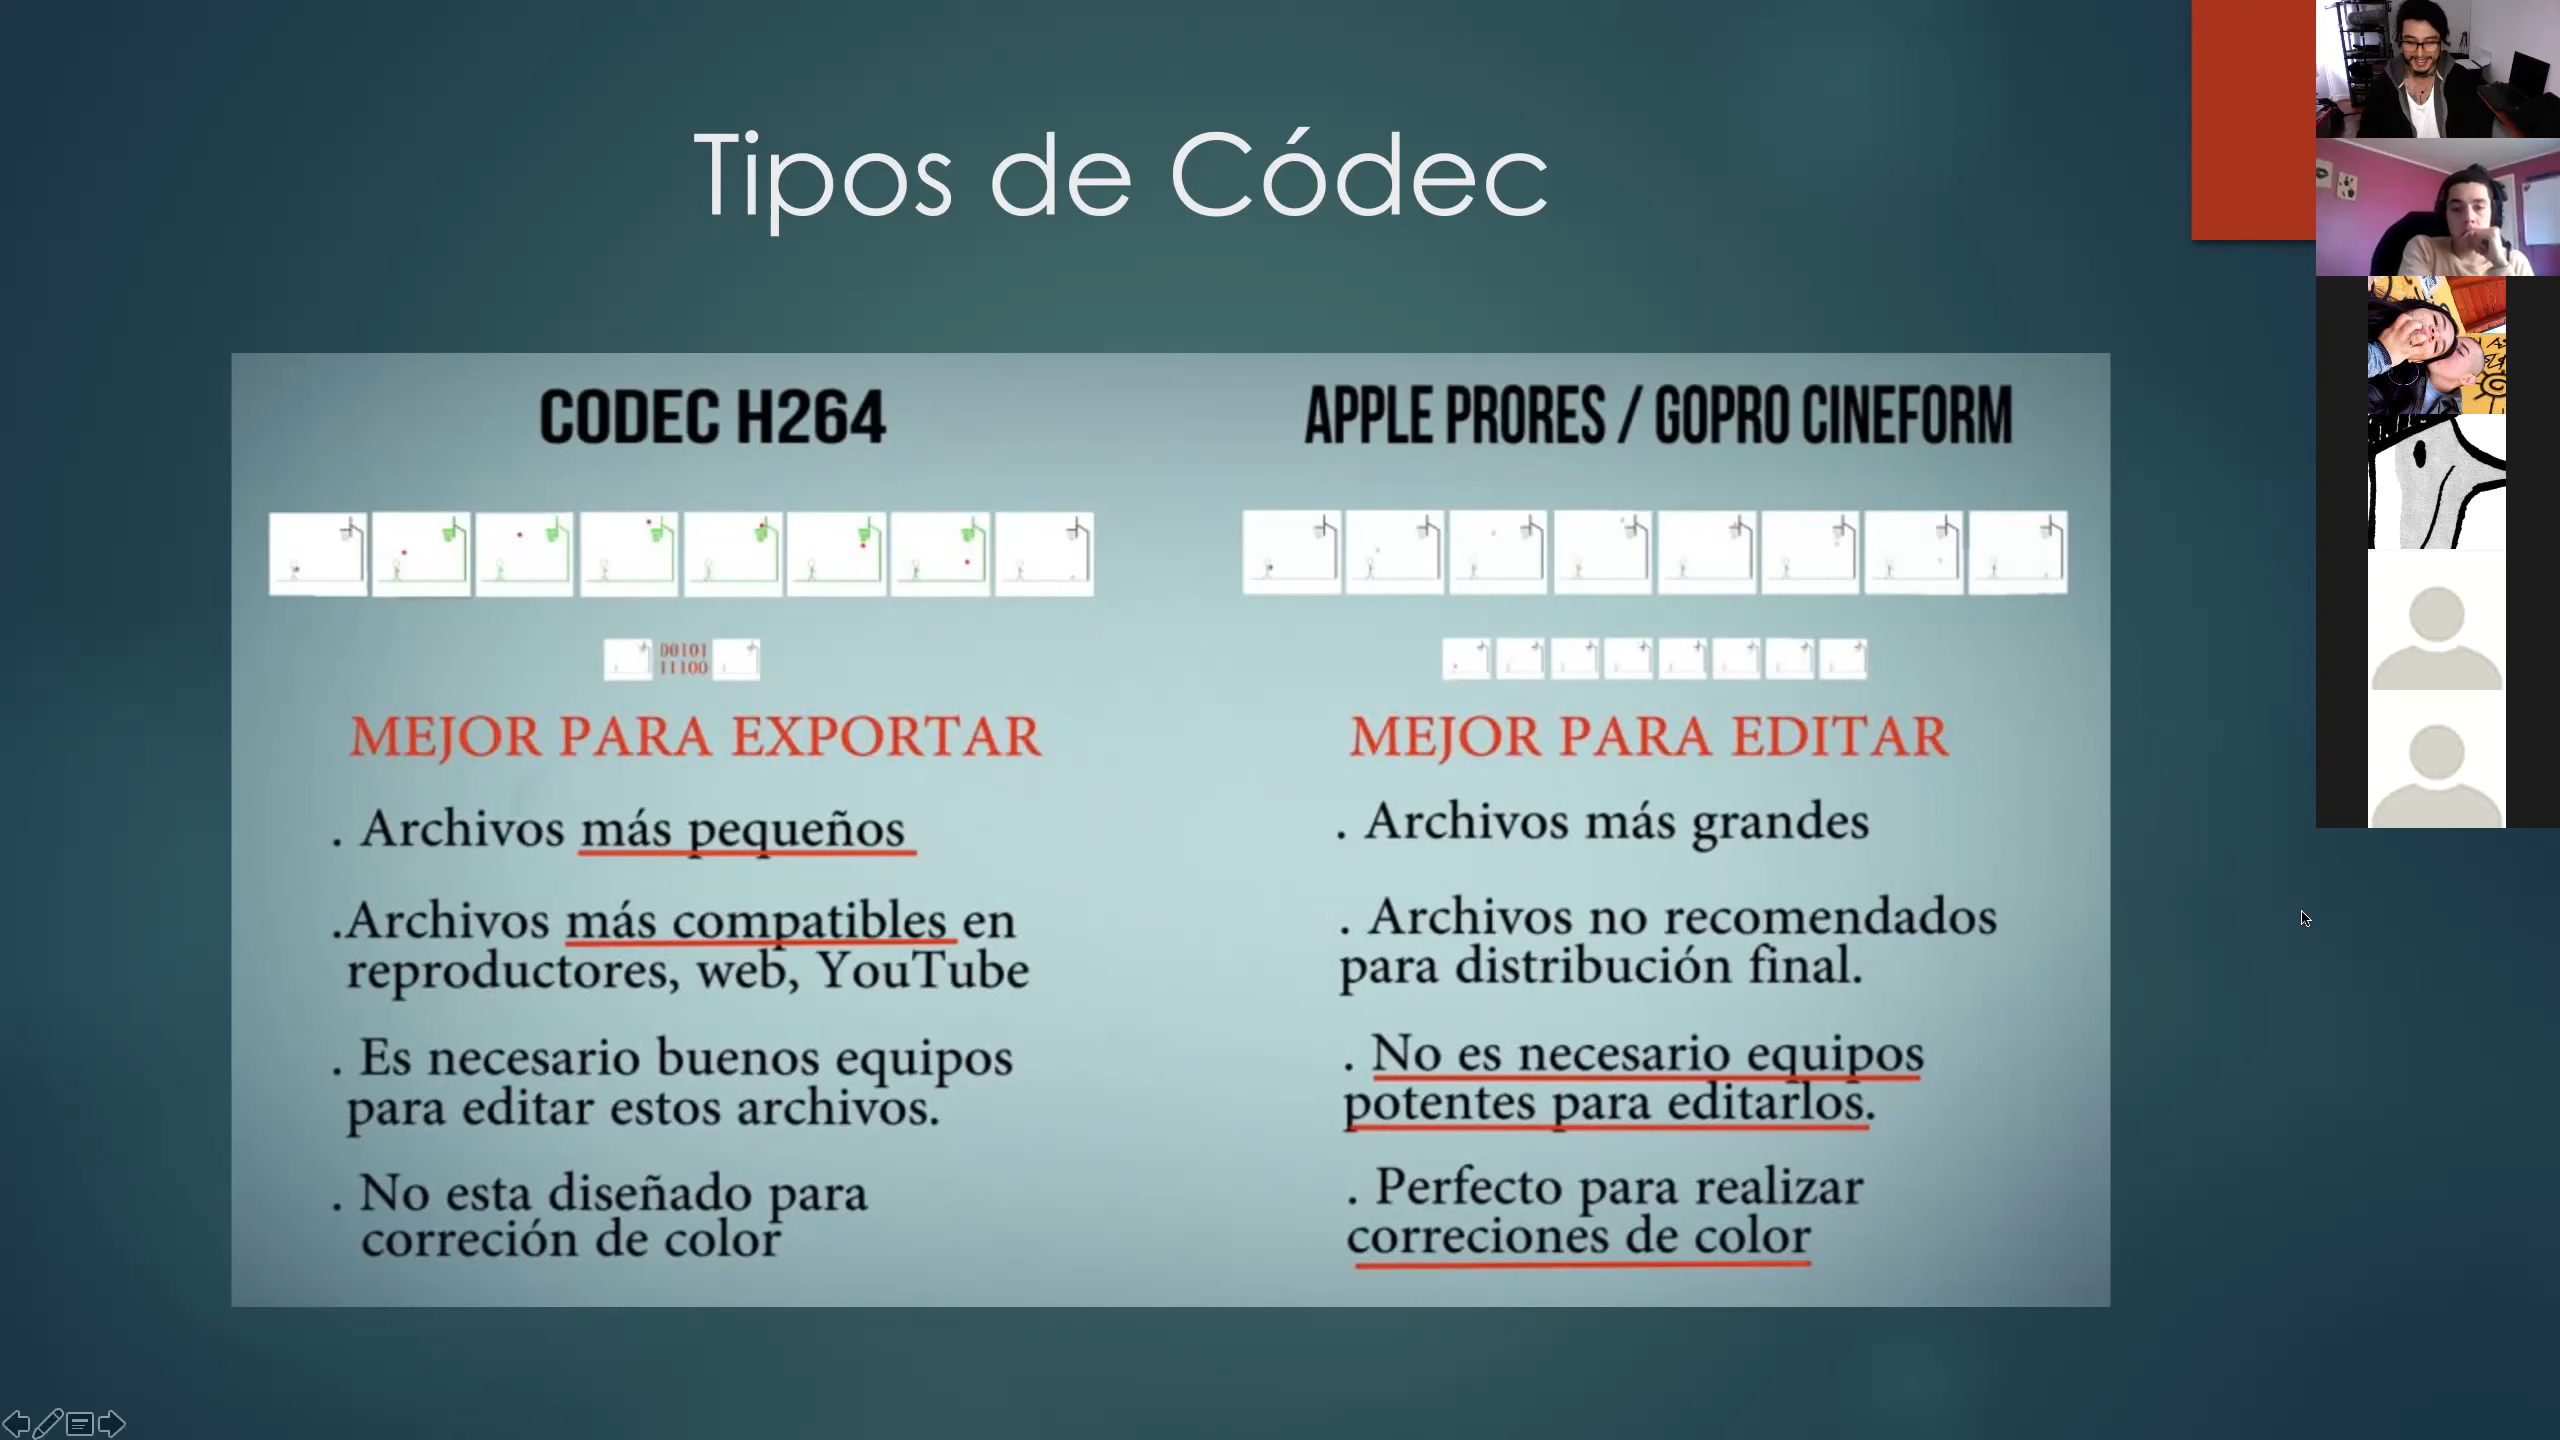 Tipos de Códec
CODEC H264
00101
11100
MEJOR PARA EXPORTAR
. Archivos más pequeños
.Archivos más compatibles en
reproductores, web, YouTube
. Es necesario buenos equipos
para editar estos archivos.
. No esta diseñado para
correción de color
APPLE PRORES / GOPRO CINEFORM
MEJOR PARA EDITAR
. Archivos más grandes
. Archivos no recomendados
para distribución final.
. No es necesario equipos
potentes para editarlos.
. Perfecto para realizar
correciones de color